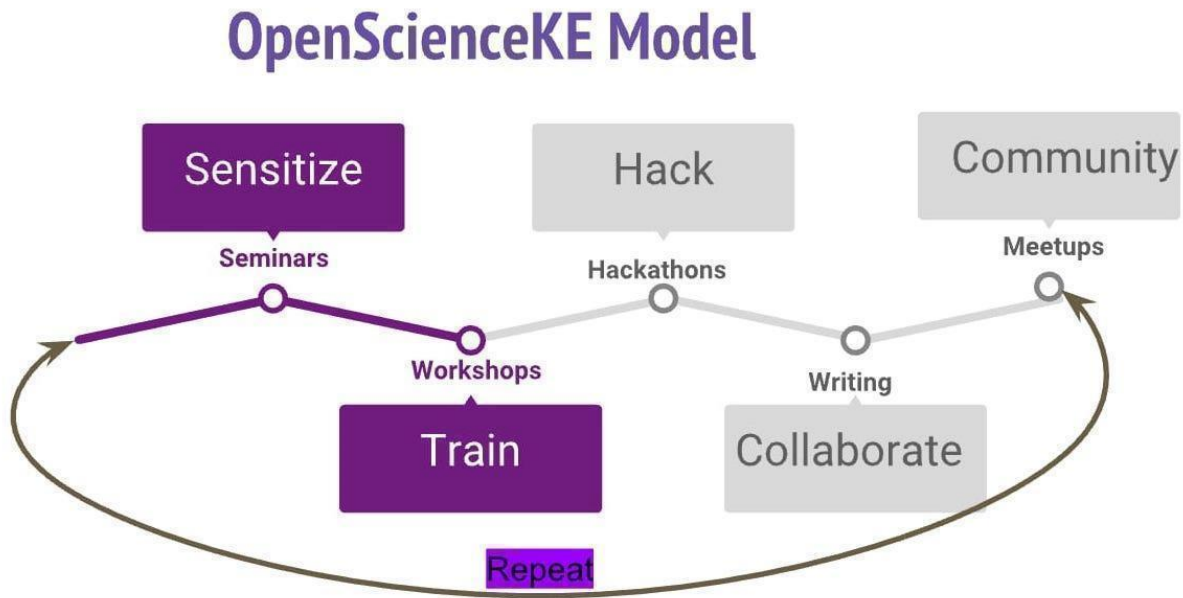 OpenScienceKE Model
Sensitize
Seminars
Workshops
Train
Hack
Hackathons
Writing
Collaborate
Community
Meetups
Repeat